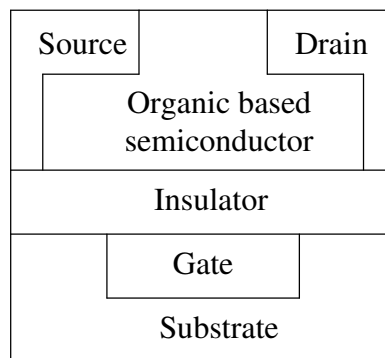 Source
Drain
Organic based
semiconductor
Insulator
Gate
Substrate